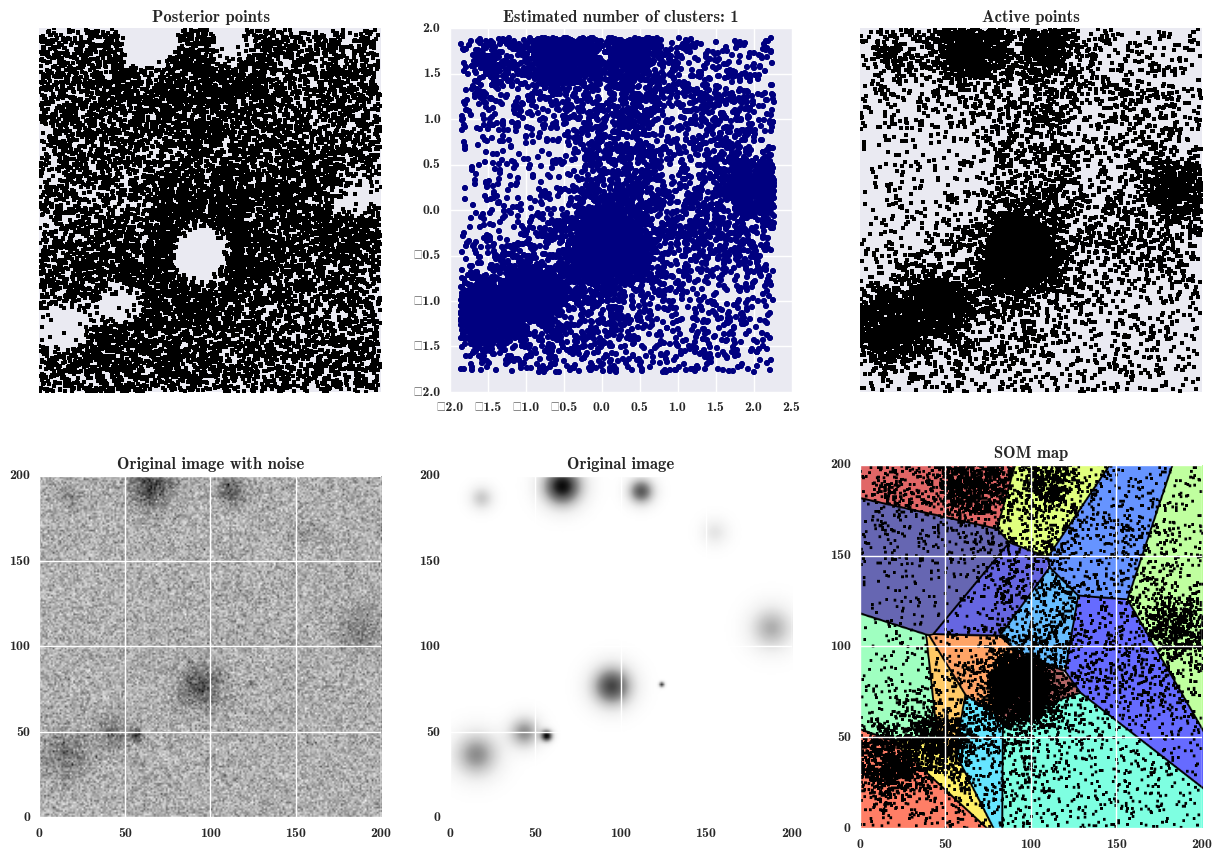 Posterior points
Estimated number of clusters: 1
Active points
2.0
1.5
1.0
0.5
0.0
□0.5
□1.0
□1.5
□2.0
□2.0 □1.5 □1.0 □0.5 0.0 0.5 1.0 1.5 2.0 2.5
Original image with noise
Original image
SOM map
200
150
100
50
0
0 50 100 150 200
200
150
100
50
0
0 50 100 150 200
200
150
100
50
0
0 50 100 150 200